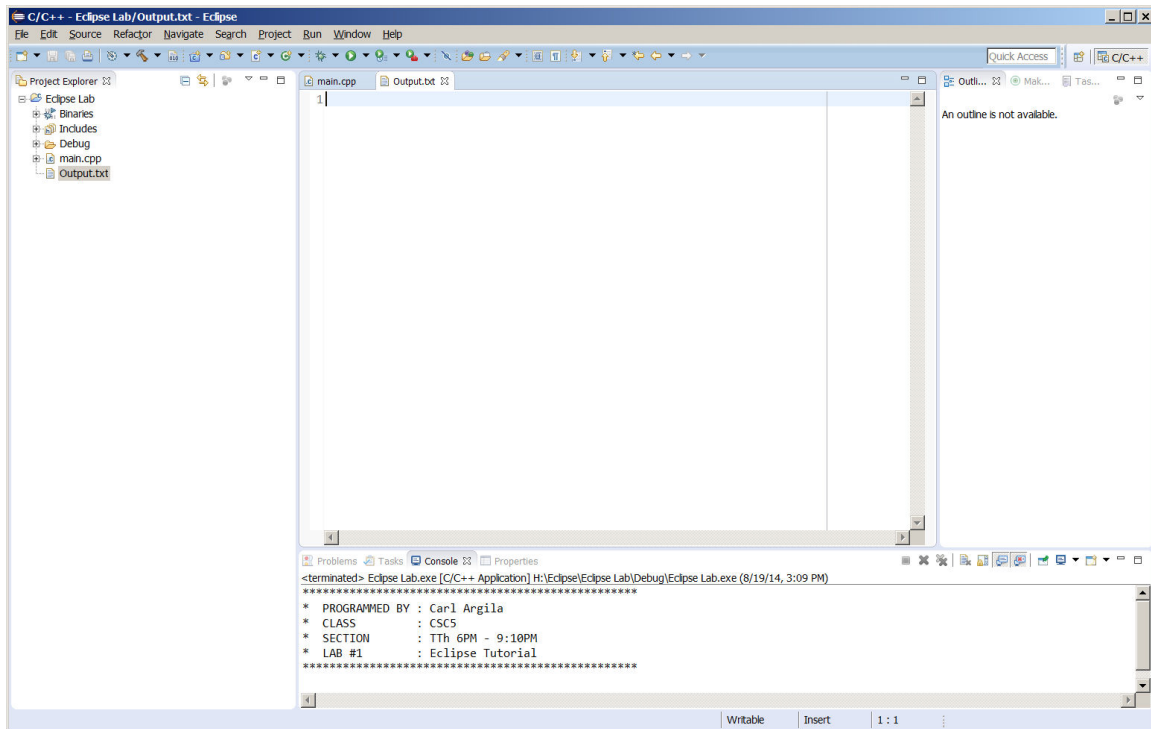 C/C++ - Eclipse Lab/Output.txt - Eclipse
File Edit Source Refactor Navigate Search Project Run Window Help
Quick Access C/C++
Project Explorer
Eclipse Lab
Binaries
Includes
Debug
main.cpp
Output.txt
main.cpp Output.txt
1
Outli... Mak... Tas...
An outline is not available.
Problems Tasks Console Properties
<terminated> Eclipse Lab.exe [C/C++ Application] H:\Eclipse\Eclipse Lab\Debug\Eclipse Lab.exe (8/19/14, 3:09 PM)
**************************************************
* PROGRAMMED BY : Carl Argila
* CLASS : CSC5
* SECTION : TTh 6PM - 9:10PM
* LAB #1 : Eclipse Tutorial
**************************************************
Writable Insert 1 : 1